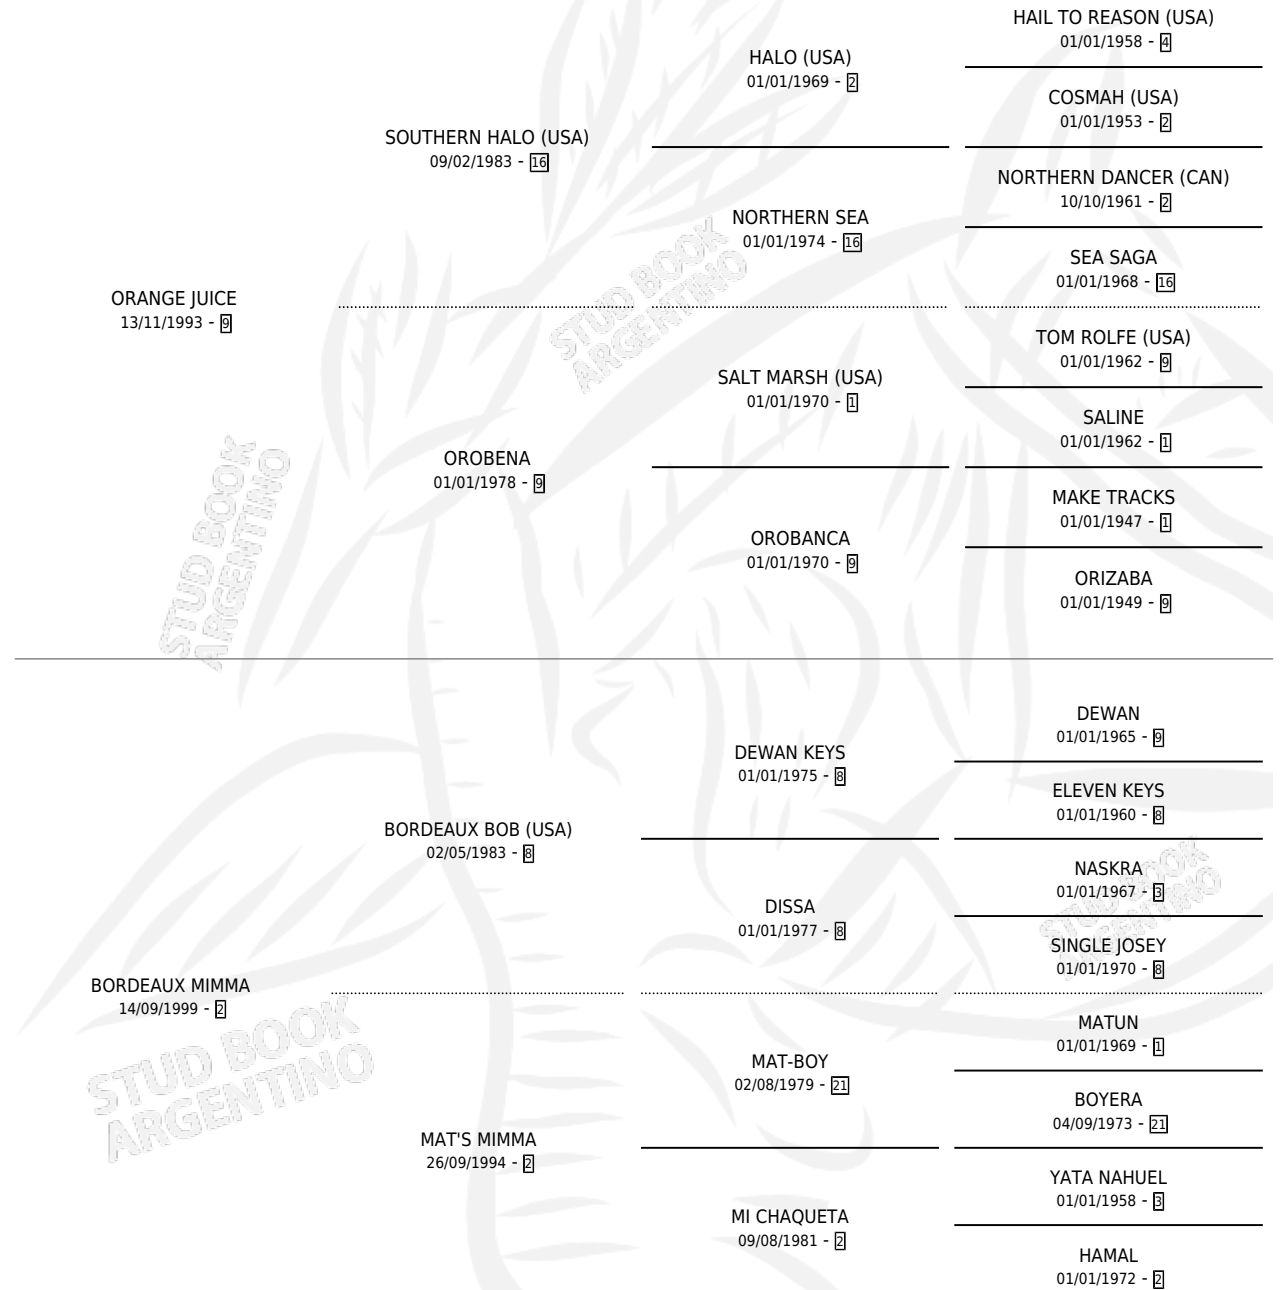 HAIL TO REASON (USA)
01/01/1958 - 4
HALO (USA)
01/01/1969 - 2
COSMAH (USA)
01/01/1953 - 2
SOUTHERN HALO (USA)
09/02/1983 - 16
NORTHERN DANCER (CAN)
10/10/1961 - 2
NORTHERN SEA
01/01/1974 - 16
SEA SAGA
01/01/1968 - 16
ORANGE JUICE
13/11/1993 - 9
TOM ROLFE (USA)
01/01/1962 - 9
SALT MARSH (USA)
01/01/1970 - 1
SALINE
01/01/1962 - 1
OROBENA
01/01/1978 - 9
MAKE TRACKS
01/01/1947 - 1
OROBANCA
01/01/1970 - 9
ORIZABA
01/01/1949 - 9
DEWAN
01/01/1965 - 9
DEWAN KEYS
01/01/1975 - 8
ELEVEN KEYS
01/01/1960 - 8
BORDEAUX BOB (USA)
02/05/1983 - 8
NASKRA
01/01/1967 - 3
DISSA
01/01/1977 - 8
SINGLE JOSEY
01/01/1970 - 8
BORDEAUX MIMMA
14/09/1999 - 2
MATUN
01/01/1969 - 1
MAT-BOY
02/08/1979 - 21
BOYERA
04/09/1973 - 21
MAT'S MIMMA
26/09/1994 - 2
YATA NAHUEL
01/01/1958 - 3
MI CHAQUETA
09/08/1981 - 2
HAMAL
01/01/1972 - 2
STUD BOOK
ARGENTINO
STUD BOOK
ARGENTINO
STUD BOOK
ARGENTINO
STUD BOOK
ARGENTINO